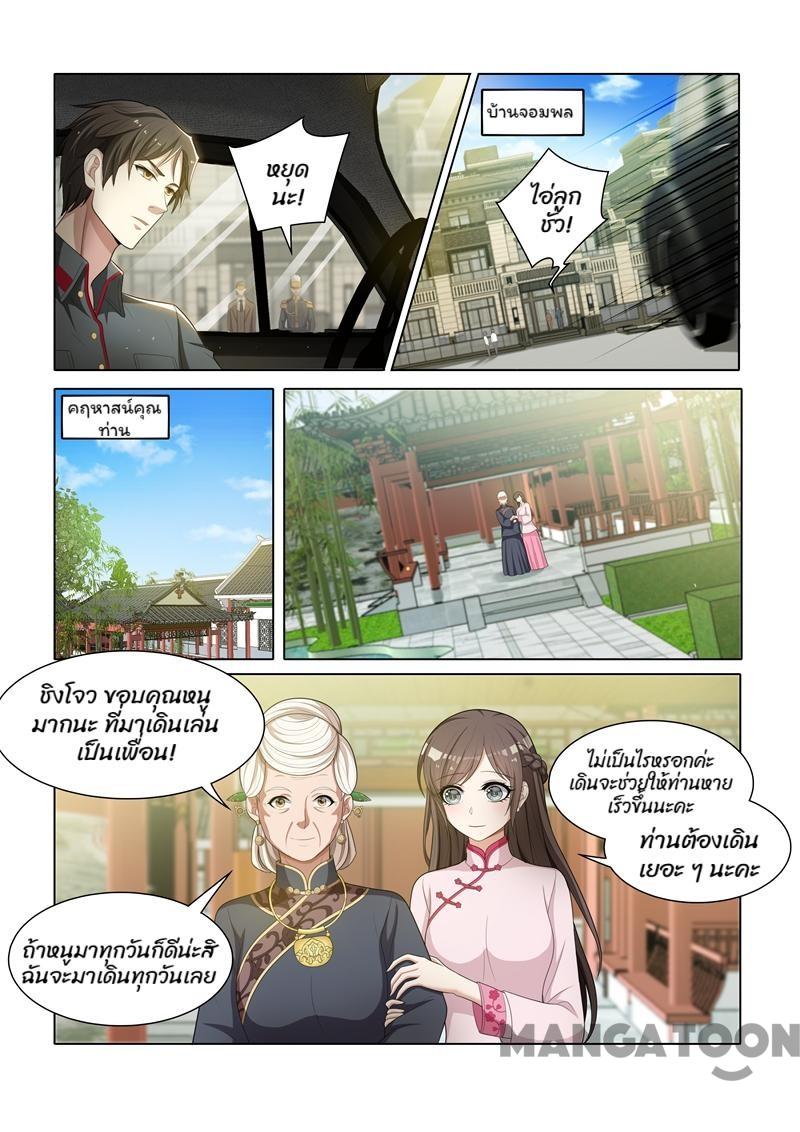 หยุด
นะ!
บ้านจอมพล
ไอ่ลูก
ชั่ว!
คฤหาสน์คุณ
ท่าน
ชิงโจว ขอบคุณหนู
มากนะ ที่มาเดินเล่น
เป็นเพื่อน!
ไม่เป็นไรหรอกค่ะ
เดินจะช่วยให้ท่านหาย
เร็วขึ้นนะคะ
ท่านต้องเดิน
เยอะ ๆ นะคะ
ถ้าหนูมาทุกวันก็ดีน่ะสิ
ฉันจะมาเดินทุกวันเลย
MANGATOON